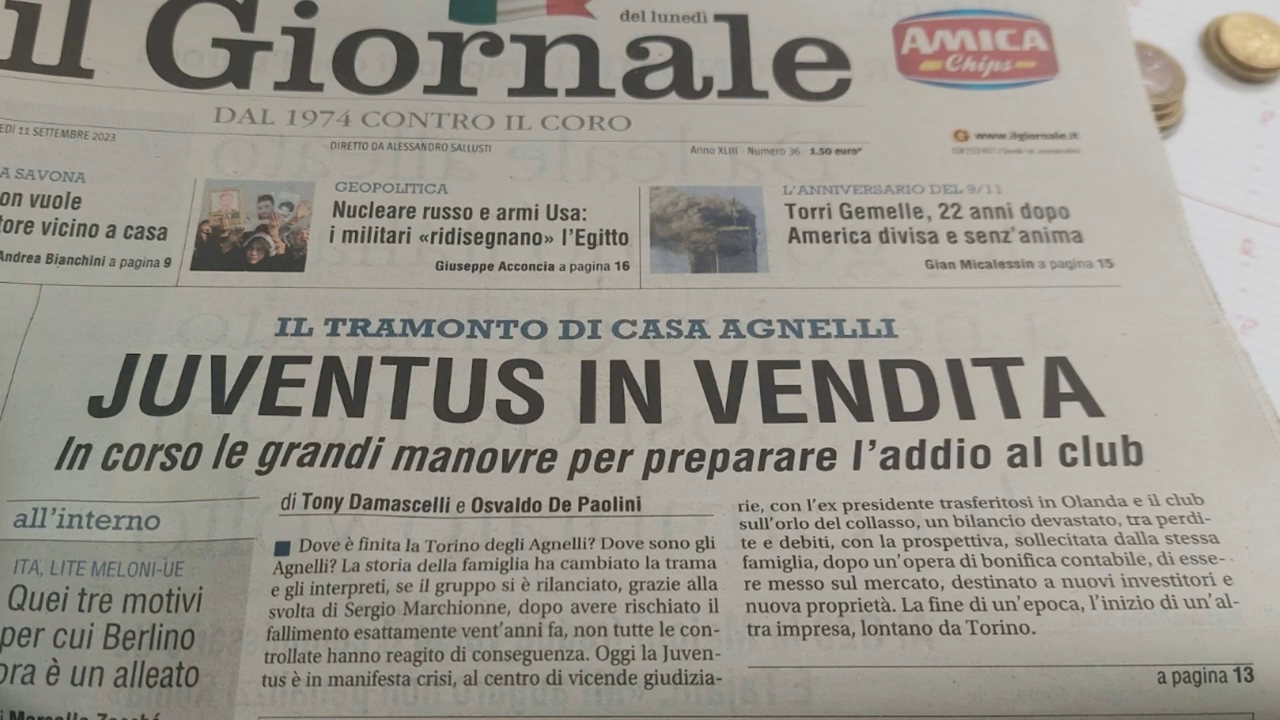 il Giornale
del lunedì
AMICA
Chips
DAL 1974 CONTRO IL CORO
EDÌ 11 SETTEMBRE 2023
DIRETTO DA ALESSANDRO SALLUSTI
Anno XLIII - Numero 36 - 1.50 euro*
www.ilgiornale.it
A SAVONA
on vuole
tore vicino a casa
Andrea Bianchini a pagina 9
GEOPOLITICA
Nucleare russo e armi Usa:
i militari «ridisegnano» l'Egitto
Giuseppe Acconcia a pagina 16
L'ANNIVERSARIO DEL 9/11
Torri Gemelle, 22 anni dopo
America divisa e senz'anima
Gian Micalessin a pagina 15
IL TRAMONTO DI CASA AGNELLI
JUVENTUS IN VENDITA
In corso le grandi manovre per preparare l'addio al club
all'interno
ITA, LITE MELONI-UE
Quei tre motivi
per cui Berlino
ora è un alleato
di Tony Damascelli e Osvaldo De Paolini
Dove è finita la Torino degli Agnelli? Dove sono gli
Agnelli? La storia della famiglia ha cambiato la trama
e gli interpreti, se il gruppo si è rilanciato, grazie alla
svolta di Sergio Marchionne, dopo avere rischiato il
fallimento esattamente vent'anni fa, non tutte le con-
trollate hanno reagito di conseguenza. Oggi la Juven-
tus è in manifesta crisi, al centro di vicende giudizia-
rie, con l'ex presidente trasferitosi in Olanda e il club
sull'orlo del collasso, un bilancio devastato, tra perdi-
te e debiti, con la prospettiva, sollecitata dalla stessa
famiglia, dopo un'opera di bonifica contabile, di esse-
re messo sul mercato, destinato a nuovi investitori e
nuova proprietà. La fine di un'epoca, l'inizio di un'al-
tra impresa, lontano da Torino.
a pagina 13